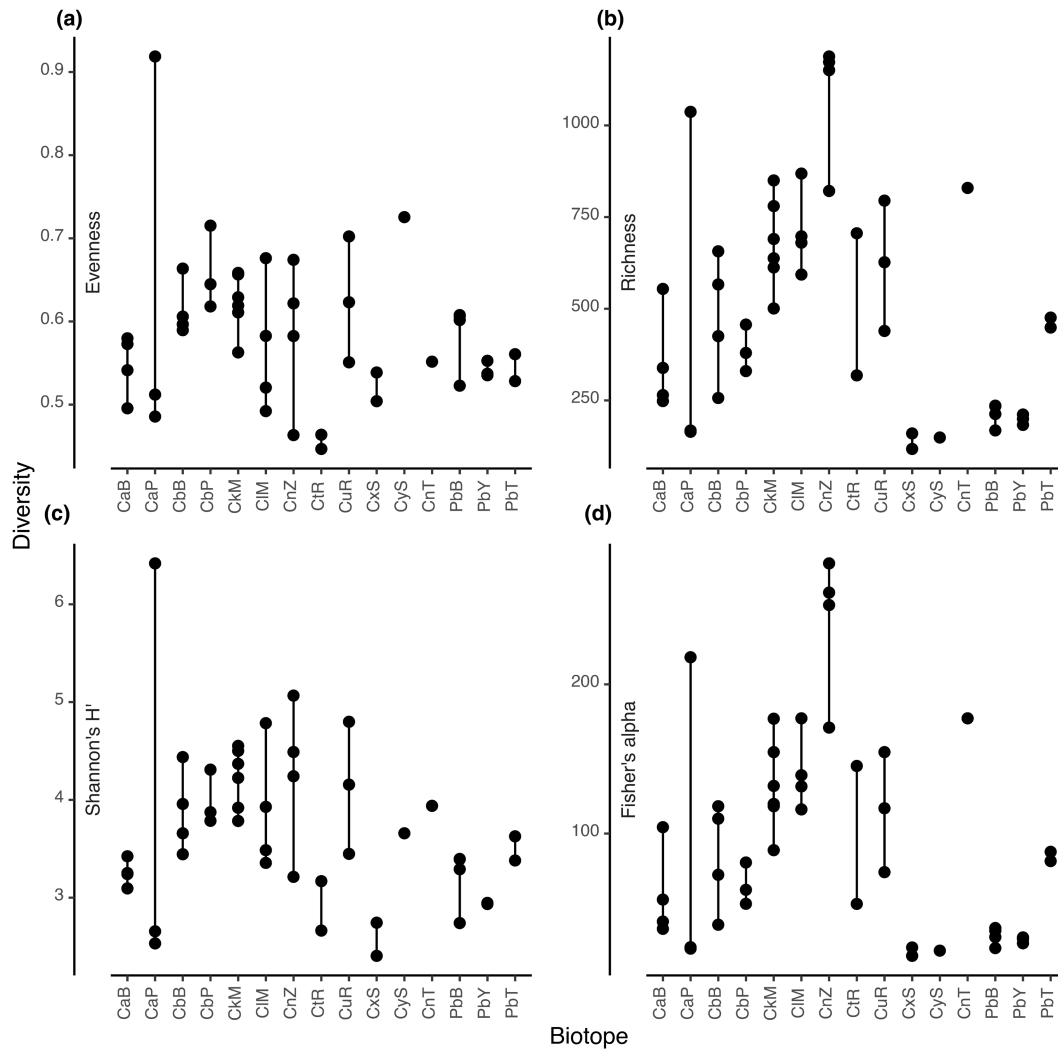 (a)
(b)
0.9
0.8
0.7
0.6
0.5
Evenness
1000
750
500
250
Richness
CaB CaP CbB CbP CkM ClM CnZ CtR CuR CxS CyS CnT PbB PbY PbT
CaB CaP CbB CbP CkM ClM CnZ CtR CuR CxS CyS CnT PbB PbY PbT
Diversity
(c)
(d)
6
5
4
3
Shannon's H'
200
100
Fisher's alpha
CaB CaP CbB CbP CkM ClM CnZ CtR CuR CxS CyS CnT PbB PbY PbT
CaB CaP CbB CbP CkM ClM CnZ CtR CuR CxS CyS CnT PbB PbY PbT
Biotope